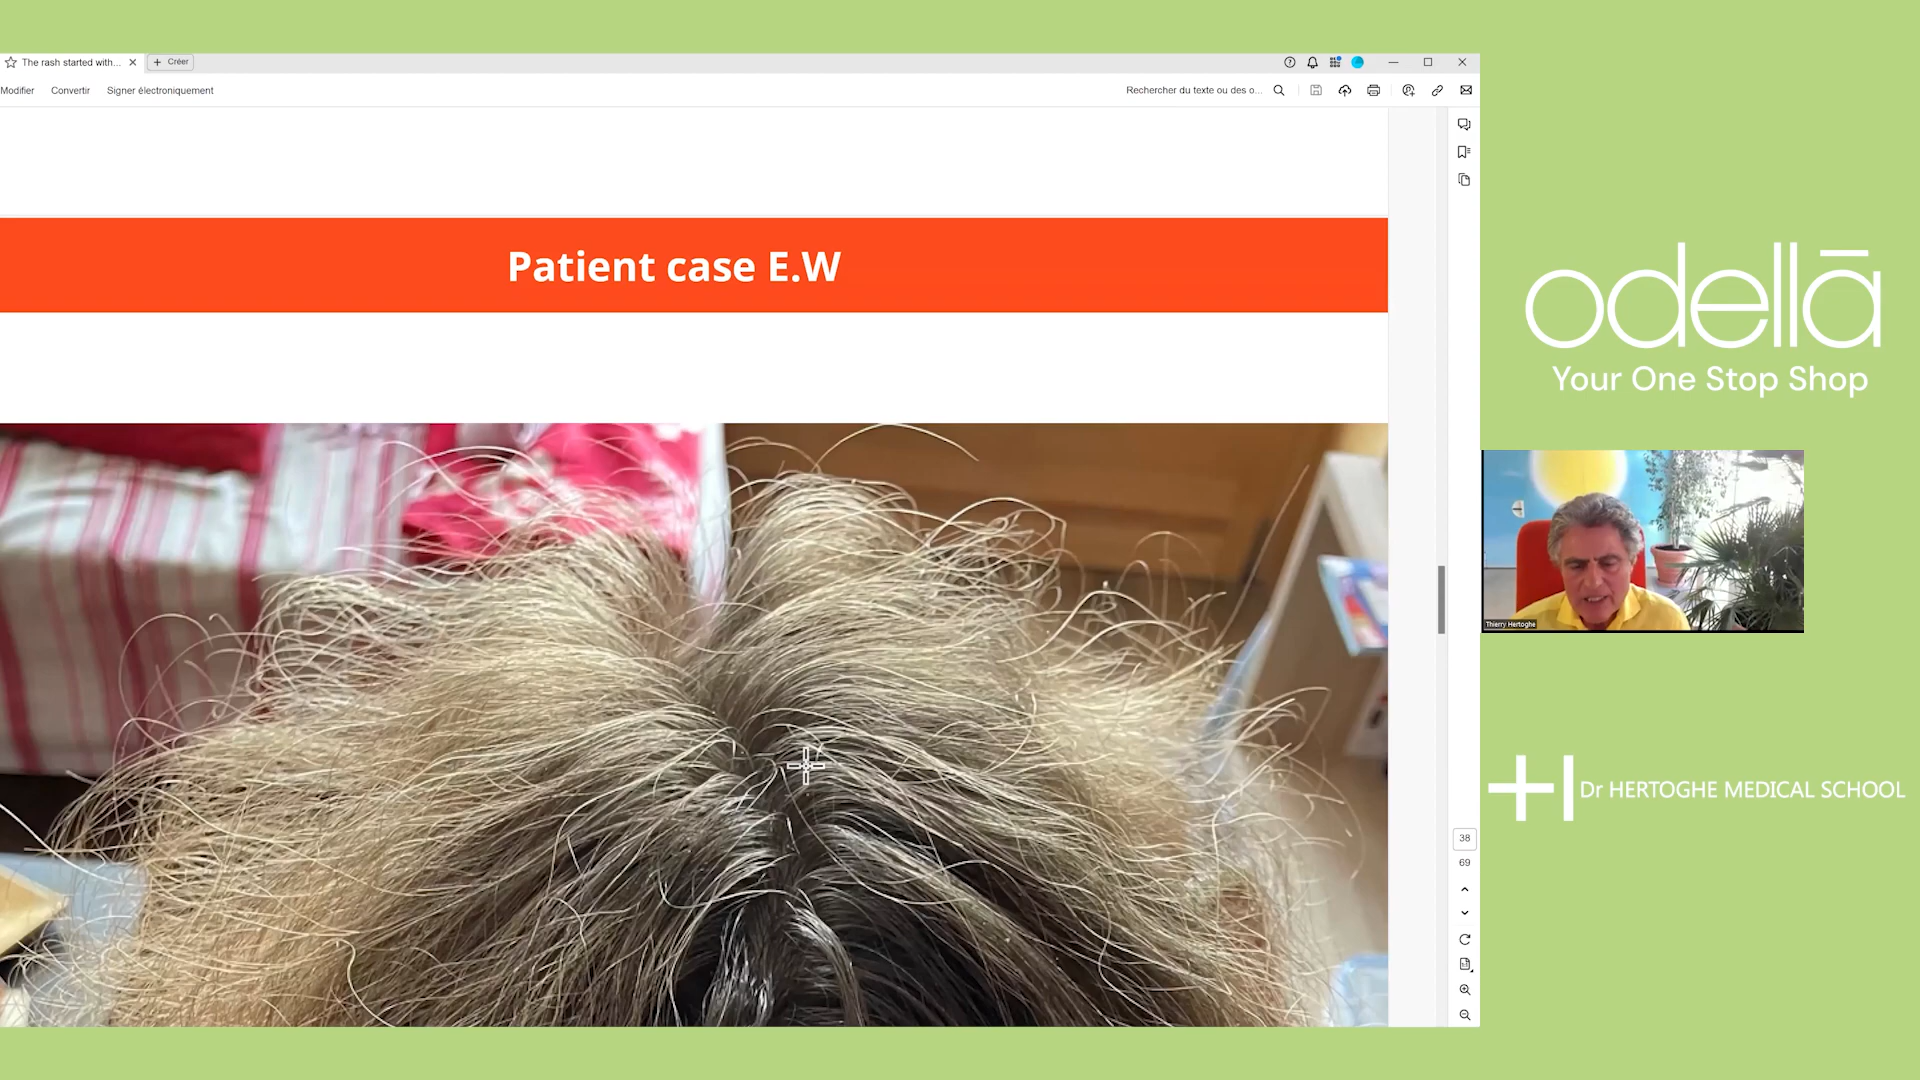 The rash started with...
Créer
Modifier
Convertir
Signer électroniquement
Rechercher du texte ou des o...
Patient case E.W
38
69
odellā
Your One Stop Shop
Thierry Hertoghe
Dr HERTOGHE MEDICAL SCHOOL